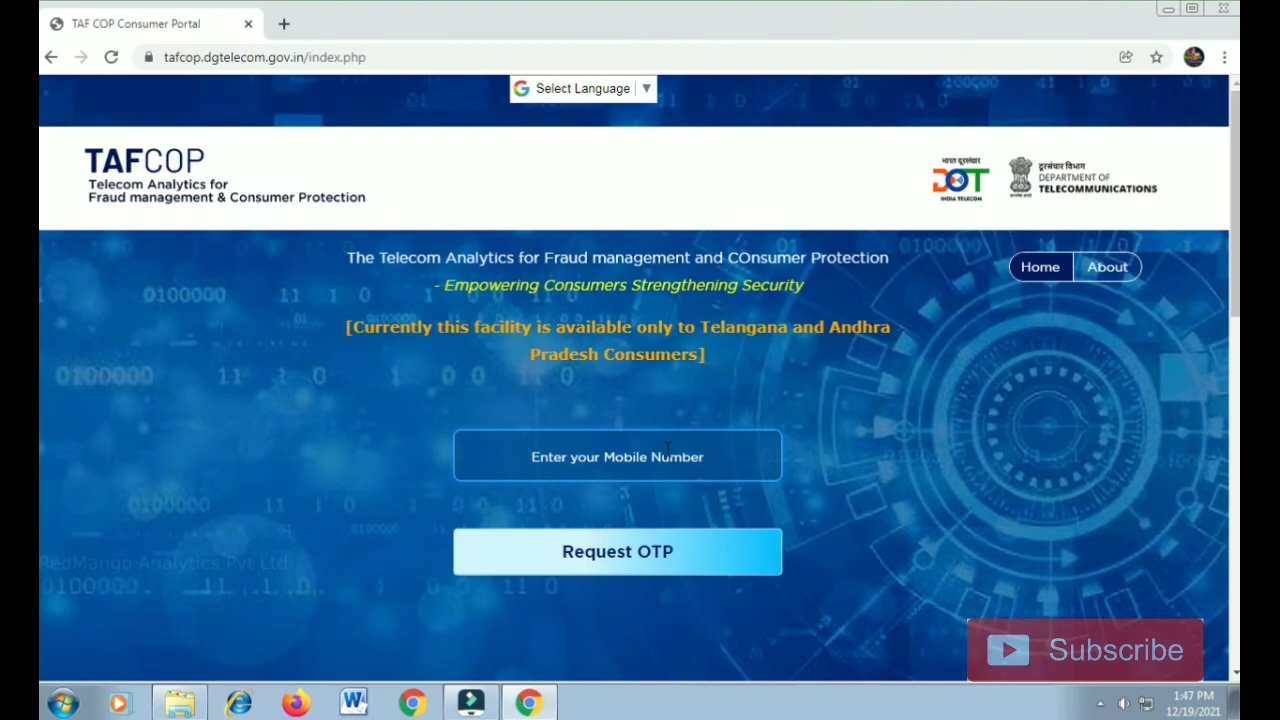 TAF COP Consumer Portal
tafcop.dgtelecom.gov.in/index.php
Select Language
TAFCOP
Telecom Analytics for
Fraud management & Consumer Protection
भारत दूरसंचार
DOT
INDIA TELECOM
दूरसंचार विभाग
DEPARTMENT OF
TELECOMMUNICATIONS
The Telecom Analytics for Fraud management and COnsumer Protection
- Empowering Consumers Strengthening Security
Home
About
[Currently this facility is available only to Telangana and Andhra
Pradesh Consumers]
Enter your Mobile Number
Request OTP
RedMango Analytics Pvt Ltd
Subscribe
1:47 PM
12/19/2021